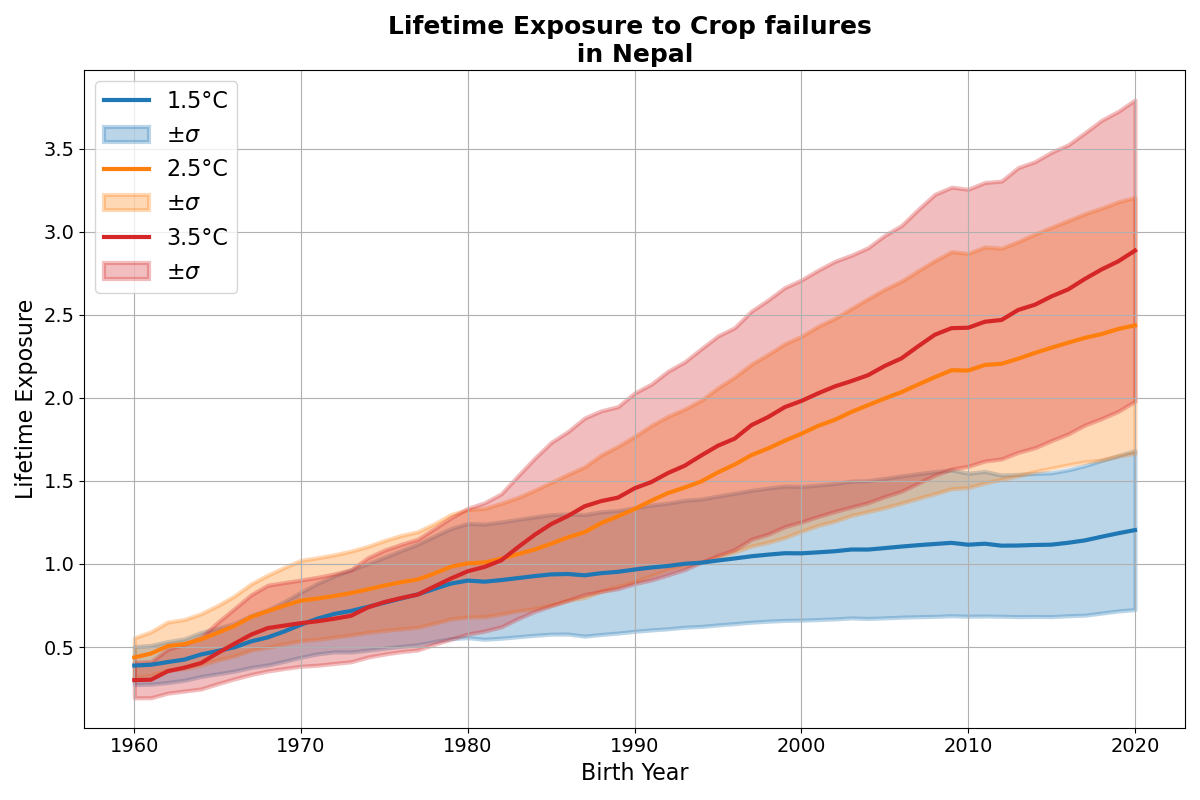 Lifetime Exposure to Crop failures
in Nepal
1.5°C
±σ
2.5°C
±σ
3.5°C
±σ
Lifetime Exposure
3.5
3.0
2.5
2.0
1.5
1.0
0.5
1960 1970 1980 1990 2000 2010 2020
Birth Year